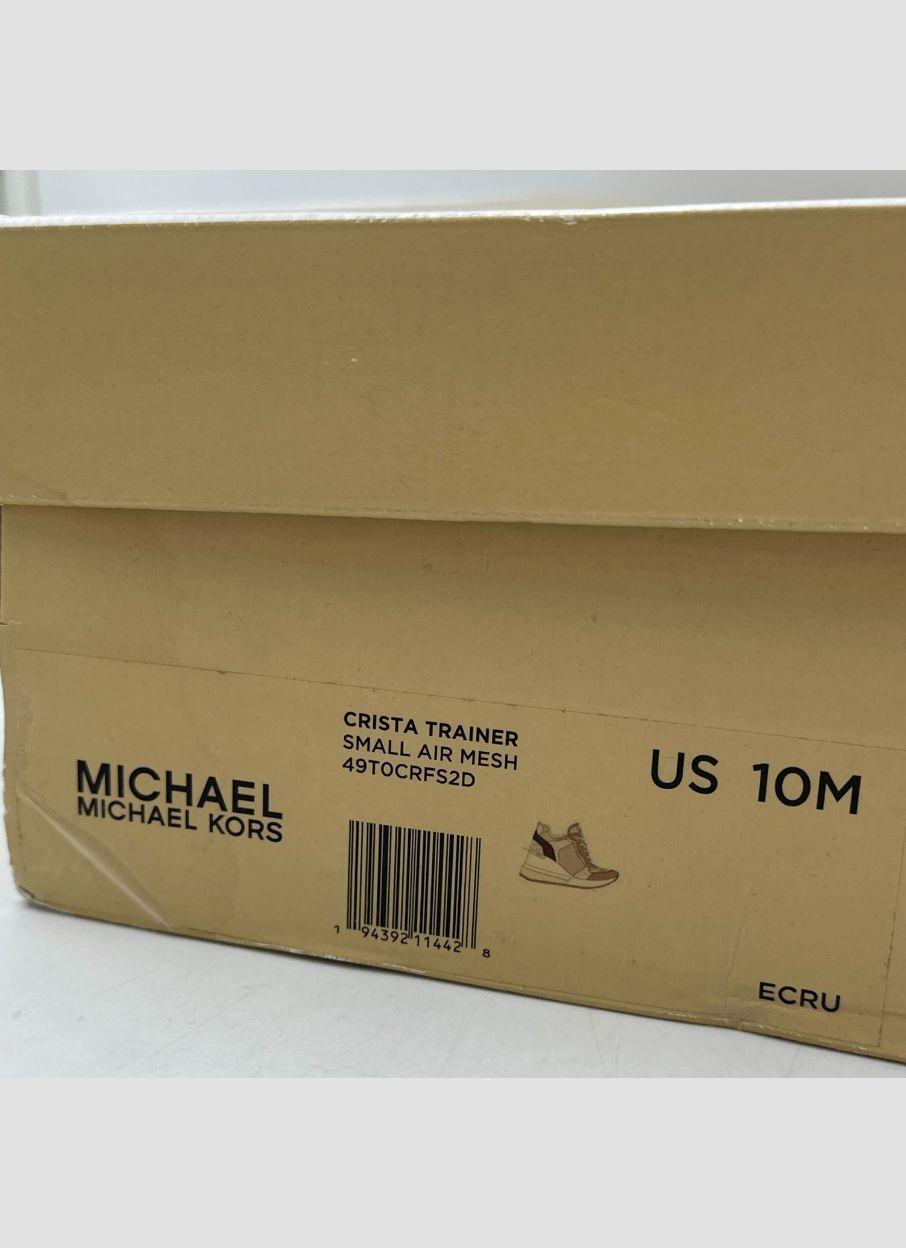 CRISTA TRAINER
SMALL AIR MESH
49T0CRFS2D
MICHAEL
MICHAEL KORS
US 10M
1 94392 11442 8
ECRU